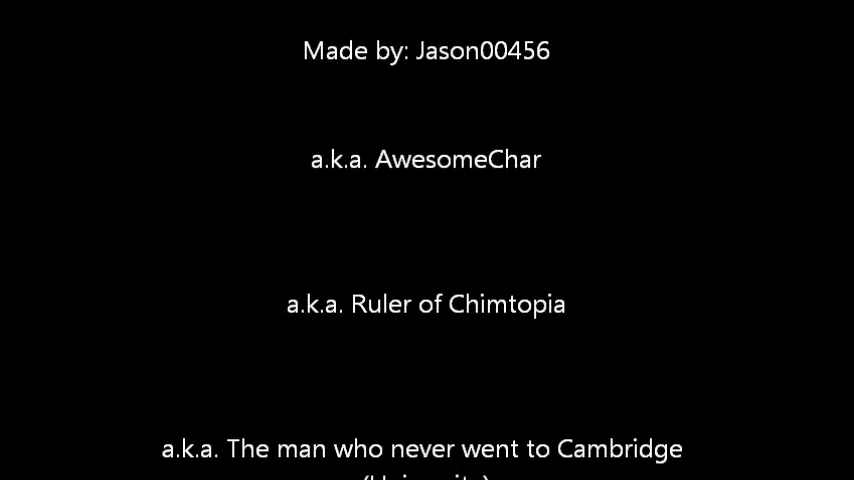 Made by: Jason00456
a.k.a. AwesomeChar
a.k.a. Ruler of Chimtopia
a.k.a. The man who never went to Cambridge